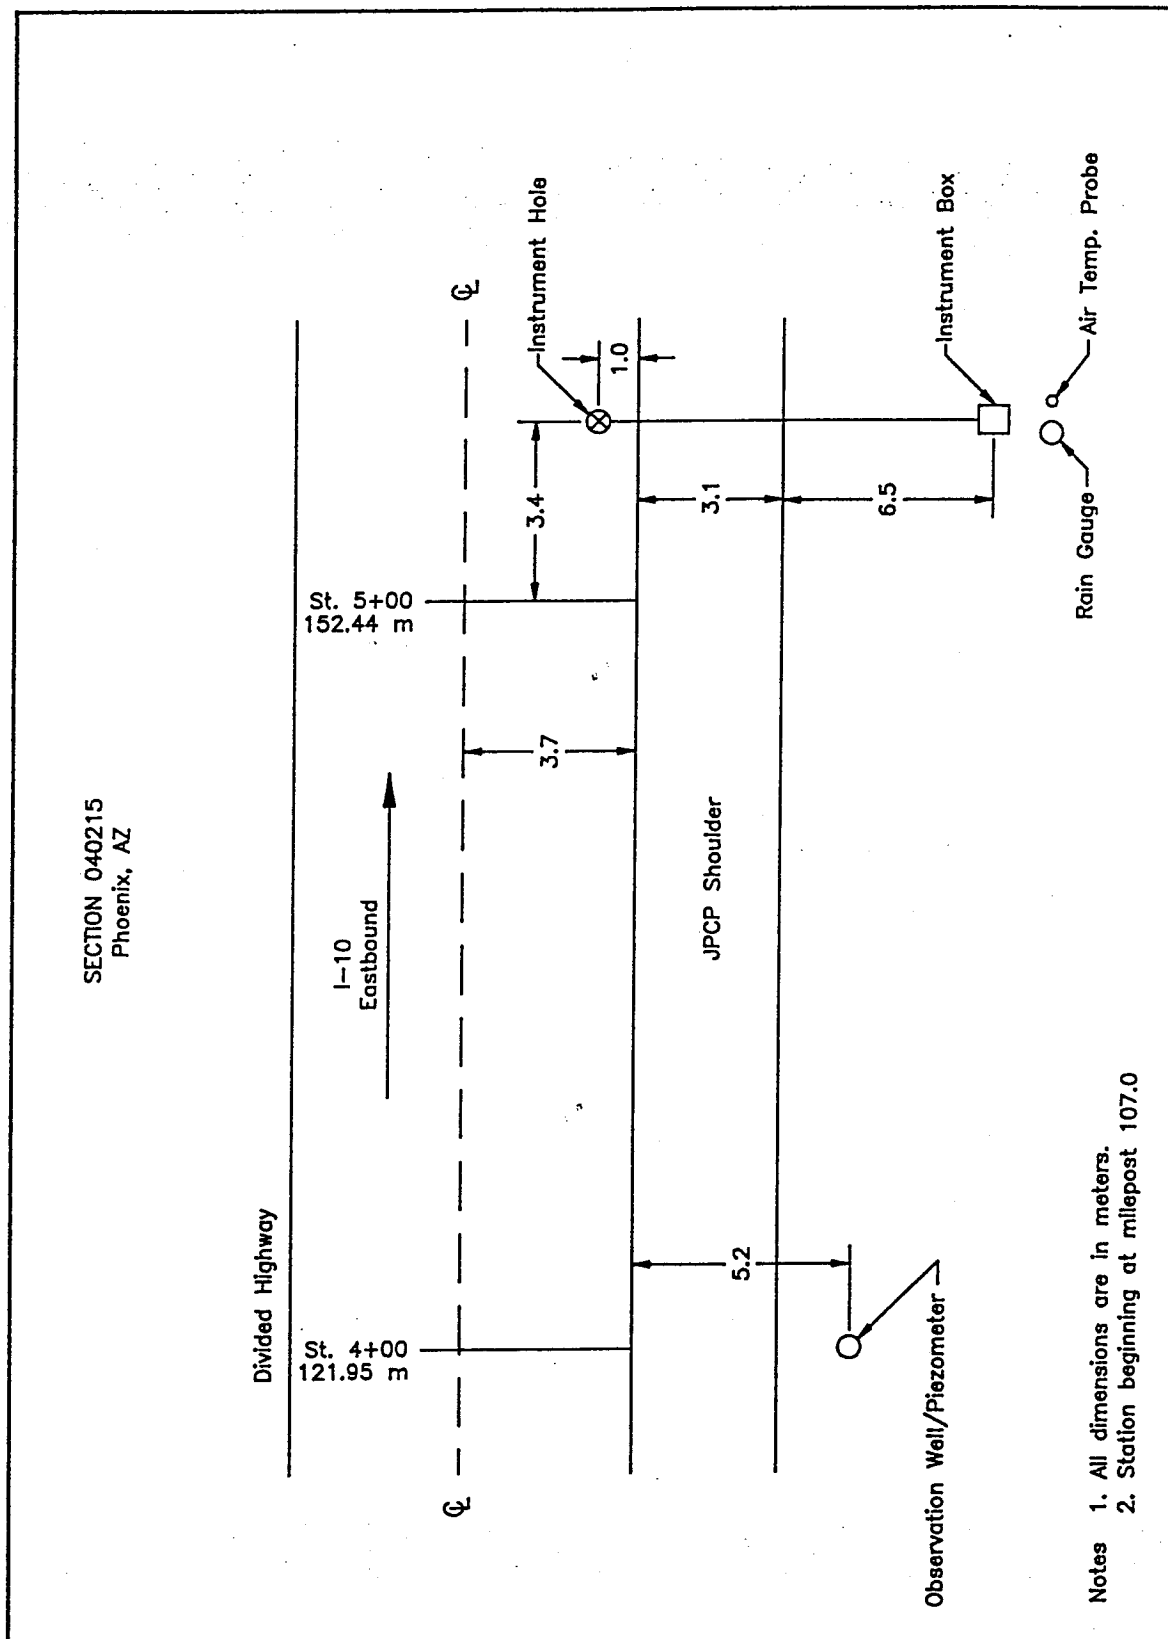 SECTION 040215
Phoenix, AZ
Divided Highway
I-10
Eastbound
St. 4+00
121.95 m
St. 5+00
152.44 m
℄
℄
3.7
3.4
Instrument Hole
1.0
JPCP Shoulder
3.1
5.2
6.5
Instrument Box
Observation Well/Piezometer
Rain Gauge
Air Temp. Probe
Notes 1. All dimensions are in meters.
2. Station beginning at milepost 107.0